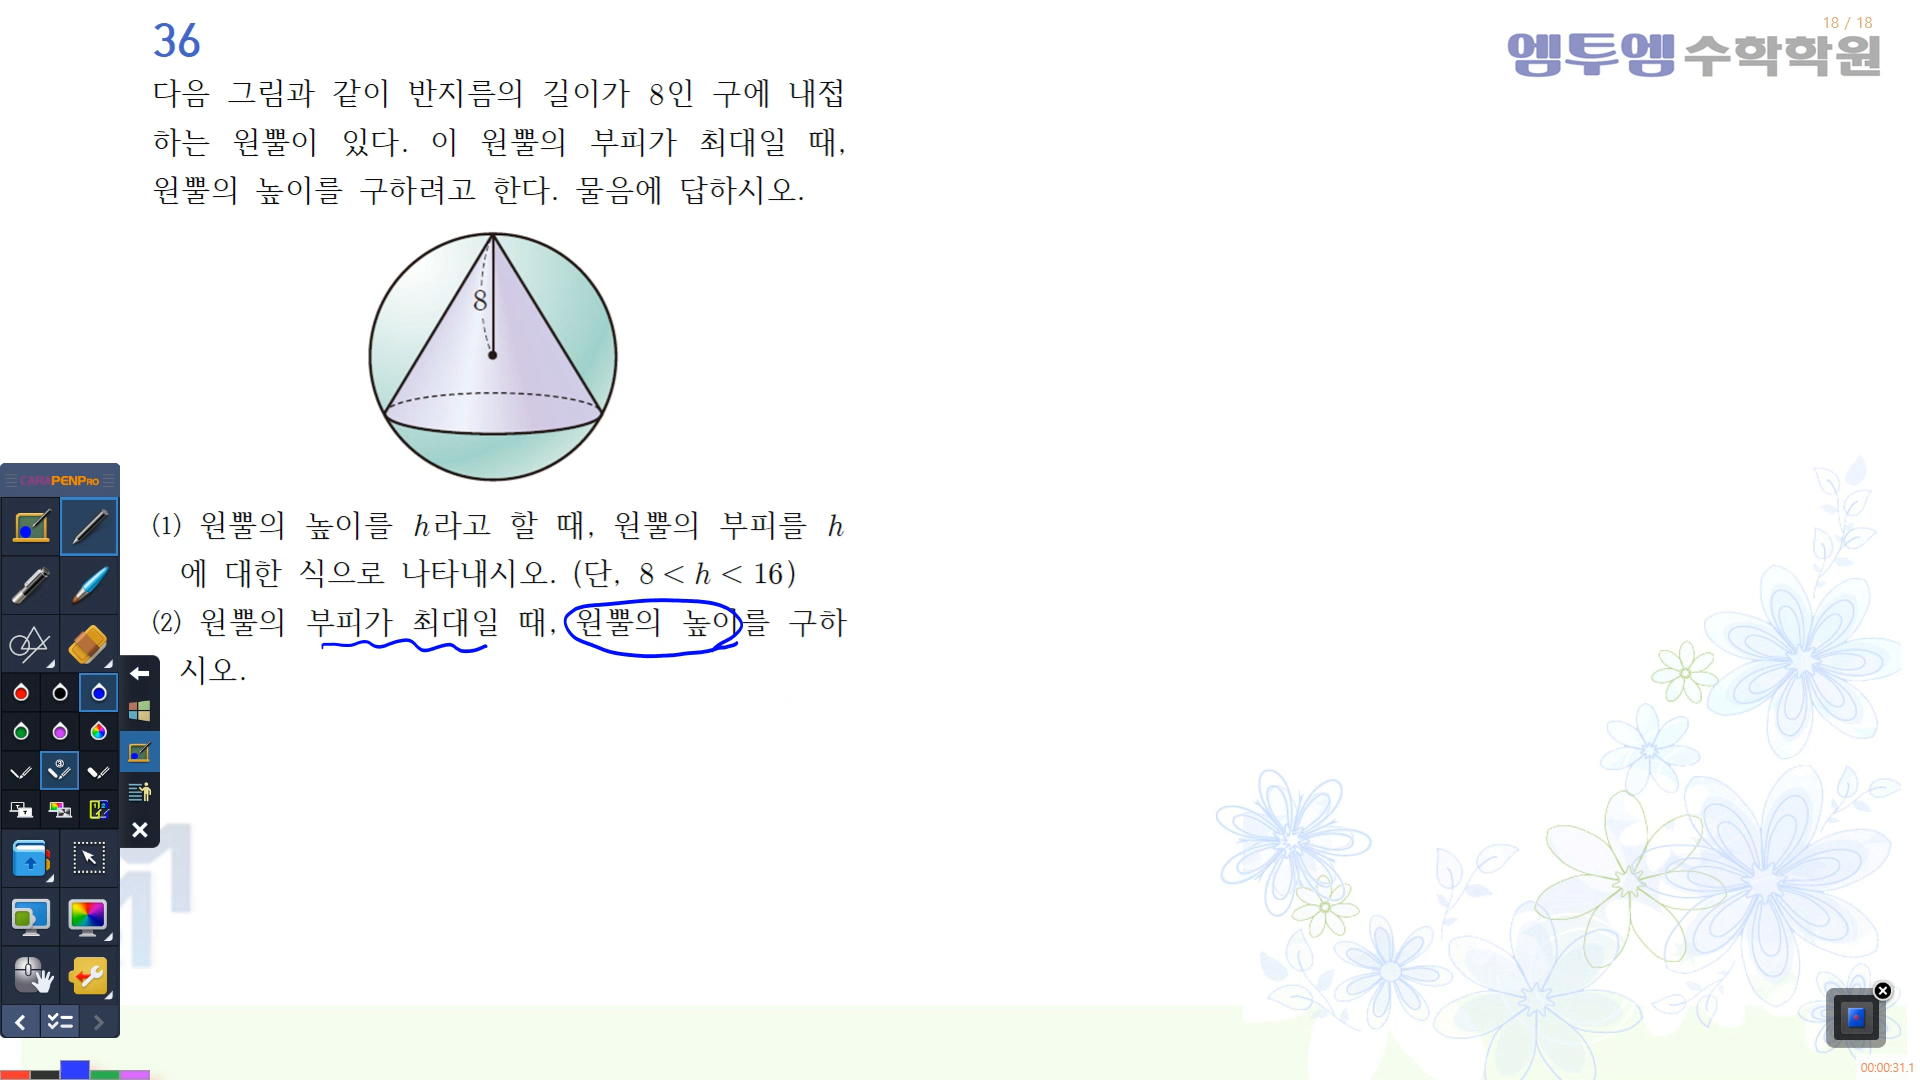 18 / 18
엠투엠 수학학원
36
다음 그림과 같이 반지름의 길이가 8인 구에 내접
하는 원뿔이 있다. 이 원뿔의 부피가 최대일 때,
원뿔의 높이를 구하려고 한다. 물음에 답하시오.
8
(1) 원뿔의 높이를 h라고 할 때, 원뿔의 부피를 h
에 대한 식으로 나타내시오. (단, 8 < h < 16)
(2) 원뿔의 부피가 최대일 때, 원뿔의 높이를 구하
시오.
CARAPENPRO
00:00:31.1